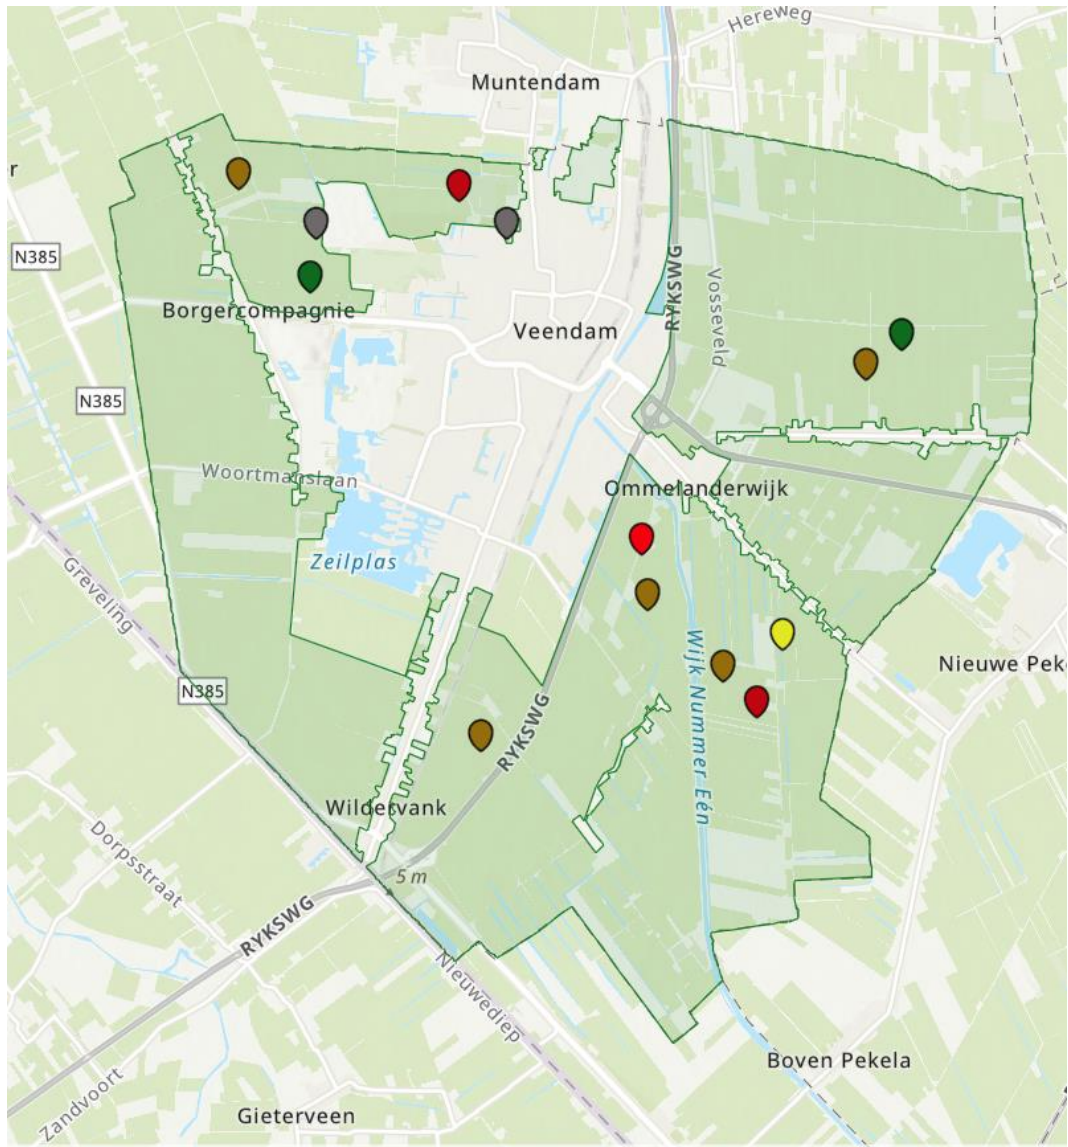 Hereweg
Muntendam
r
N385
RYKSWG
Vosseveld
Borgercompagnie
Veendam
N385
Woortmanslaan
Ommelanderwijk
Zeilplas
Greveling
Wijk Nummer Eén
Nieuwe Peke
N385
RYKSWG
Wildervank
Dorpsstraat
5 m
RYKSWG
Nieuwediep
Boven Pekela
Zandvoort
Gieterveen